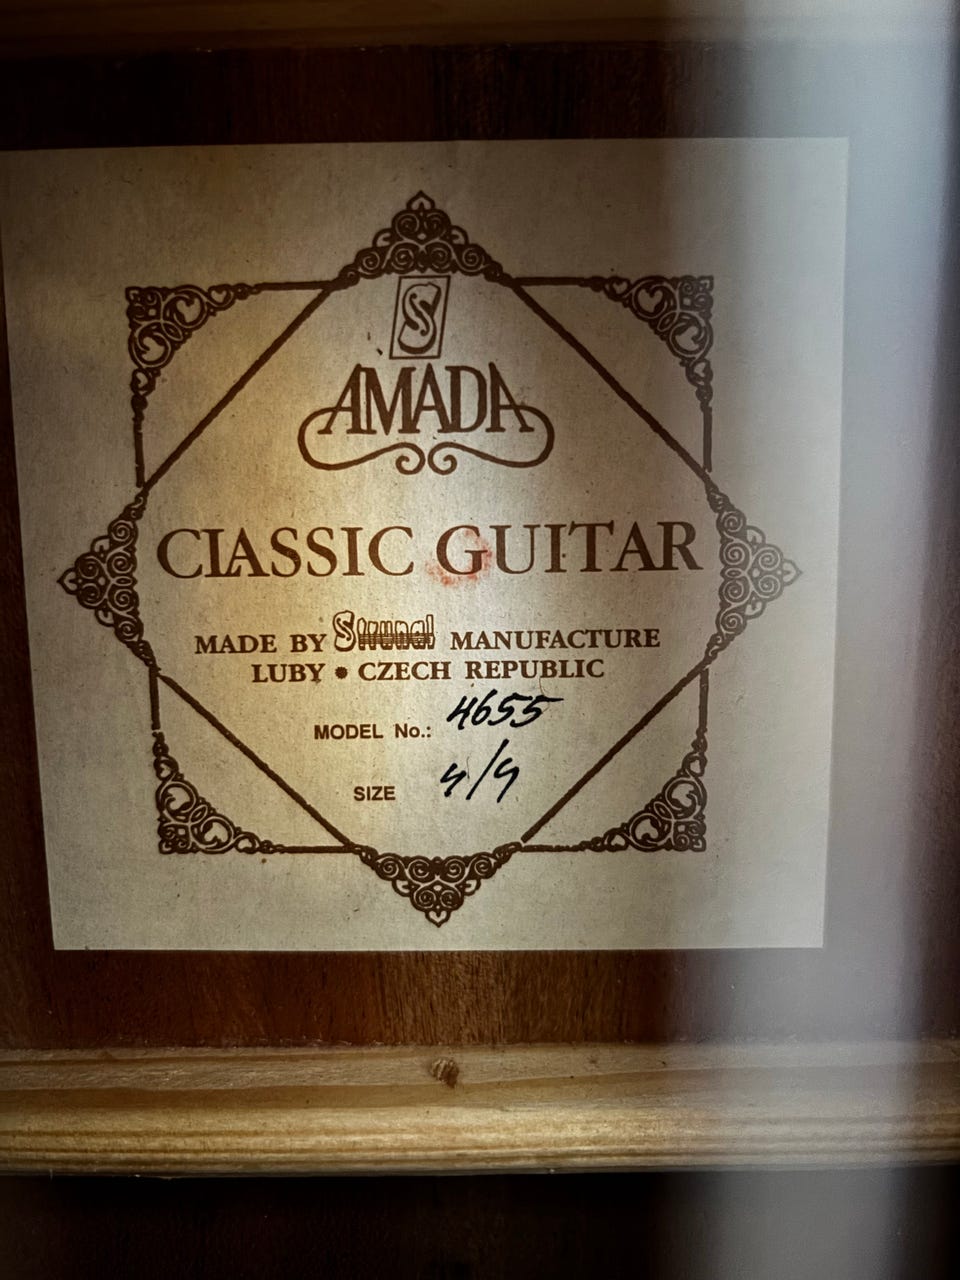 S
AMADA
CLASSIC GUITAR
MADE BY Strunal MANUFACTURE
LUBY • CZECH REPUBLIC
MODEL No.: 4655
SIZE 4/4